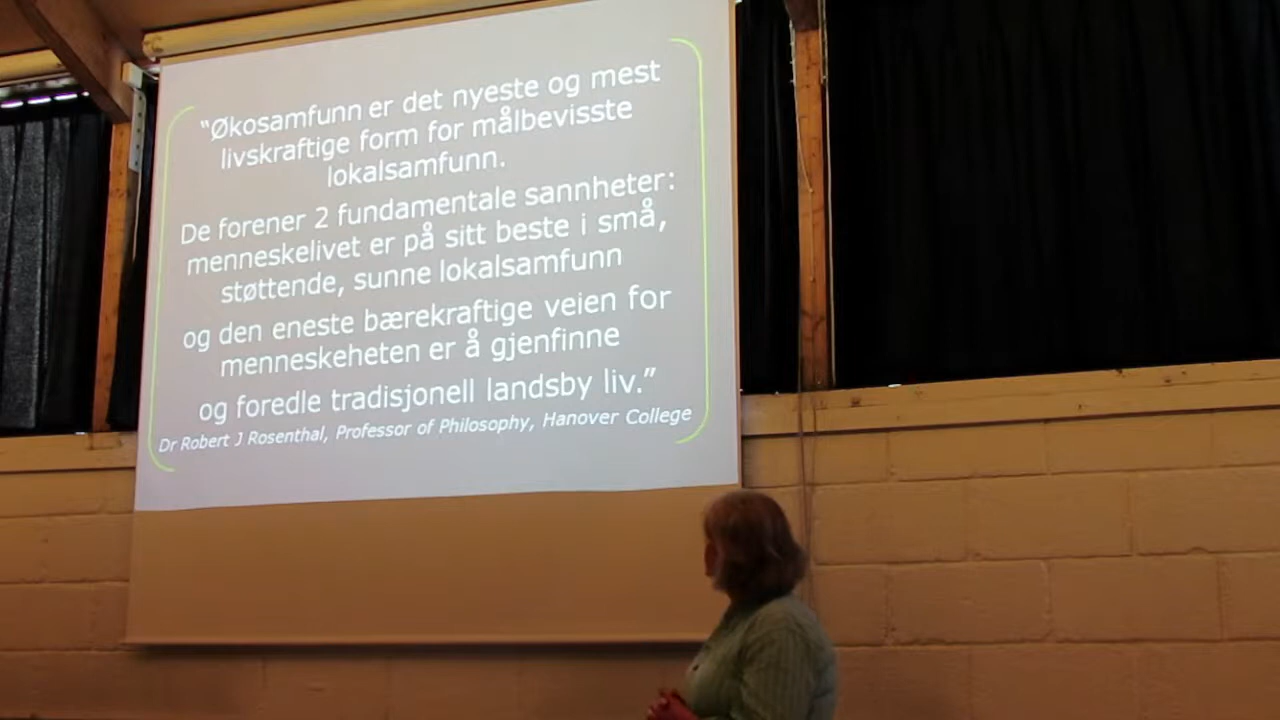 “Økosamfunn er det nyeste og mest
livskraftige form for målbevisste
lokalsamfunn.
De forener 2 fundamentale sannheter:
menneskelivet er på sitt beste i små,
støttende, sunne lokalsamfunn
og den eneste bærekraftige veien for
menneskeheten er å gjenfinne
og foredle tradisjonell landsby liv.”
Dr Robert J Rosenthal, Professor of Philosophy, Hanover College